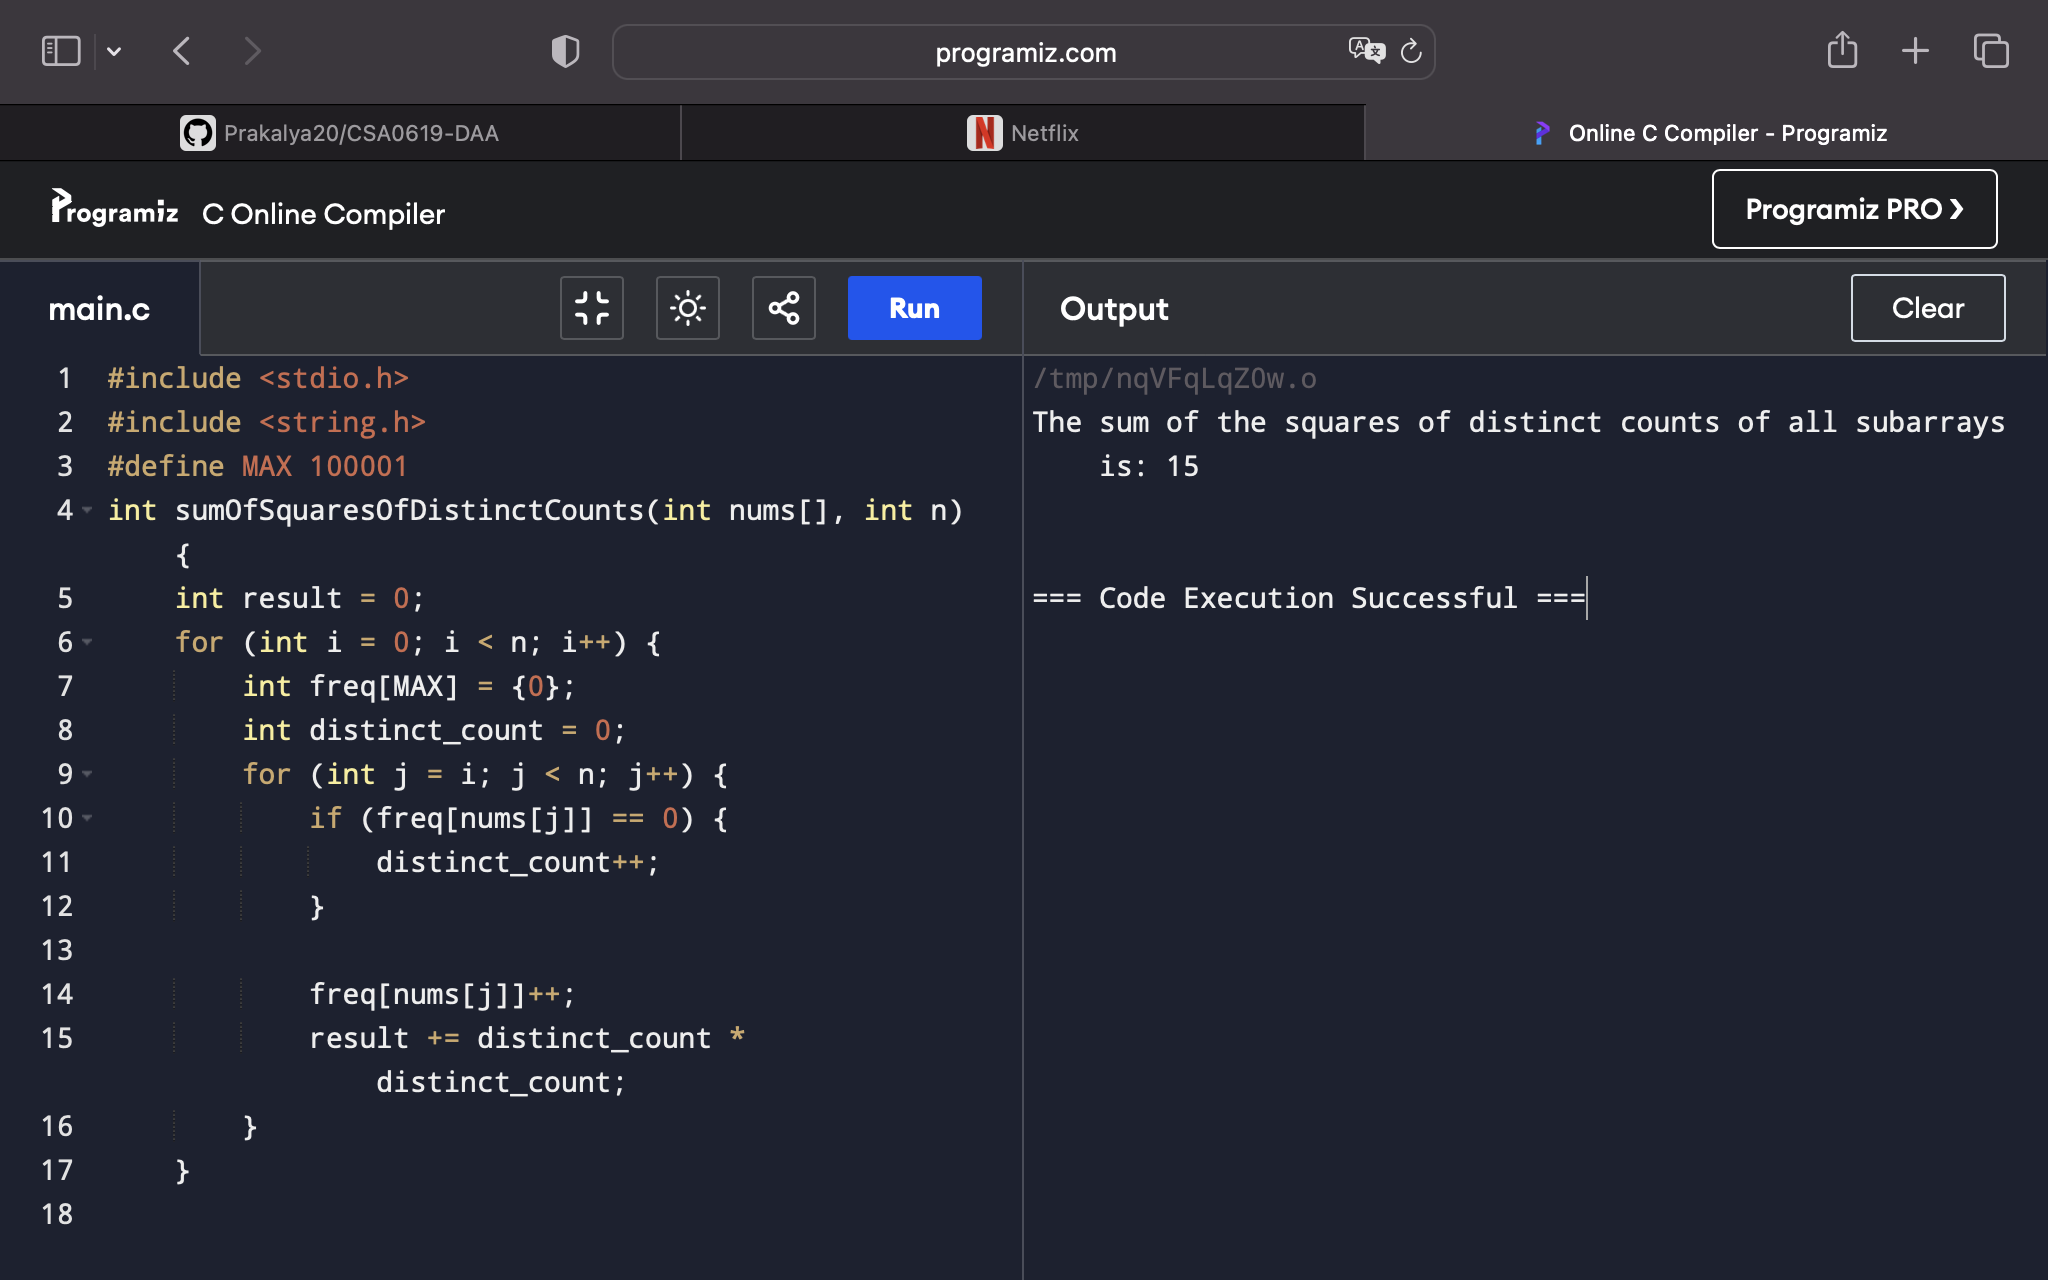 programiz.com
Prakalya20/CSA0619-DAA
Netflix
Online C Compiler - Programiz
Programiz C Online Compiler
Programiz PRO ❯
main.c
Run
Output
Clear
1 #include <stdio.h>
2 #include <string.h>
3 #define MAX 100001
4 int sumOfSquaresOfDistinctCounts(int nums[], int n)
{
5 int result = 0;
6 for (int i = 0; i < n; i++) {
7 int freq[MAX] = {0};
8 int distinct_count = 0;
9 for (int j = i; j < n; j++) {
10 if (freq[nums[j]] == 0) {
11 distinct_count++;
12 }
13
14 freq[nums[j]]++;
15 result += distinct_count *
distinct_count;
16 }
17 }
18
/tmp/nqVFqLqZ0w.o
The sum of the squares of distinct counts of all subarrays
is: 15
=== Code Execution Successful ===